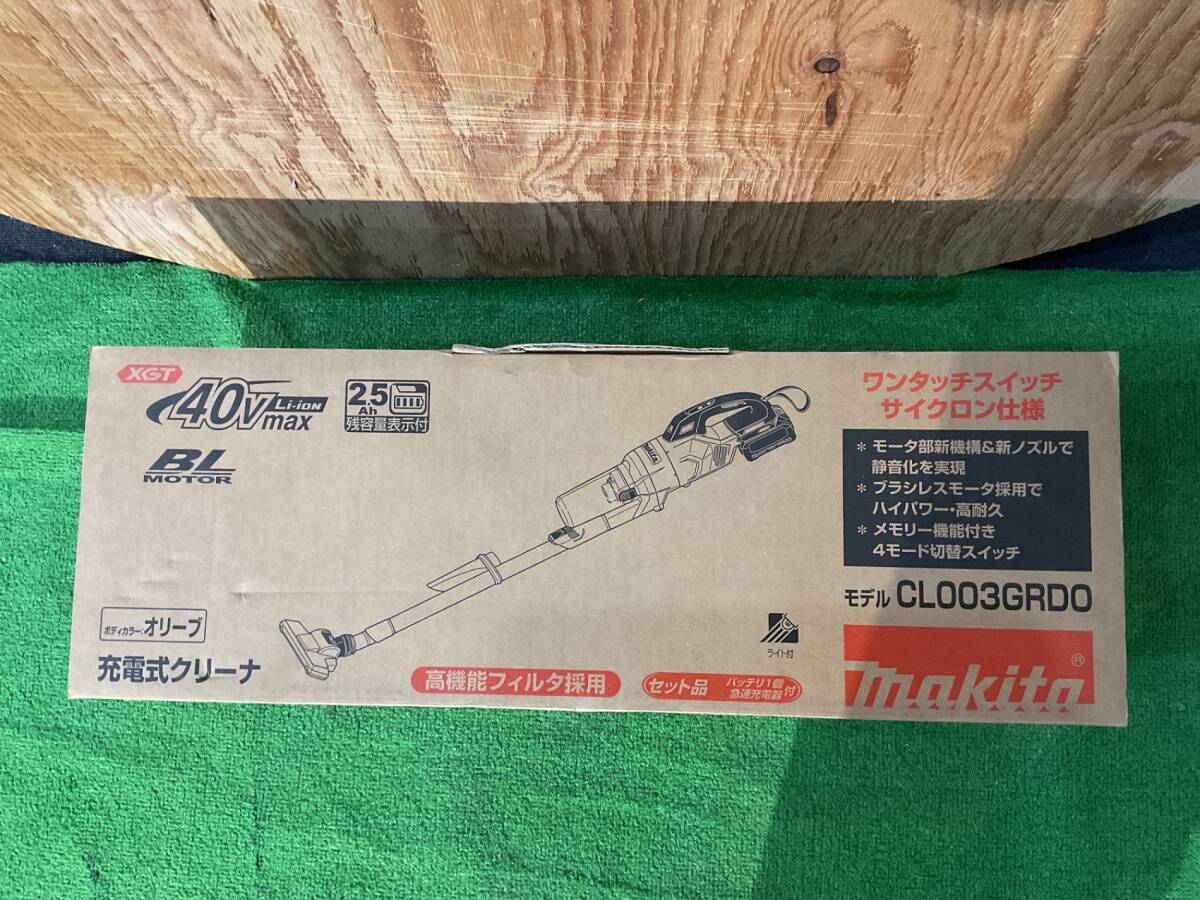 XGT
40Vmax Li-ion
2.5
Ah
残容量表示付
BL
MOTOR
makita
ボディカラー:オリーブ
充電式クリーナ
高機能フィルタ採用
セット品 バッテリ1個
急速充電器付
ライト付
ワンタッチスイッチ
サイクロン仕様
* モータ部新機構&新ノズルで
静音化を実現
* ブラシレスモータ採用で
ハイパワー・高耐久
* メモリー機能付き
4モード切替スイッチ
モデル CL003GRDO
makita®